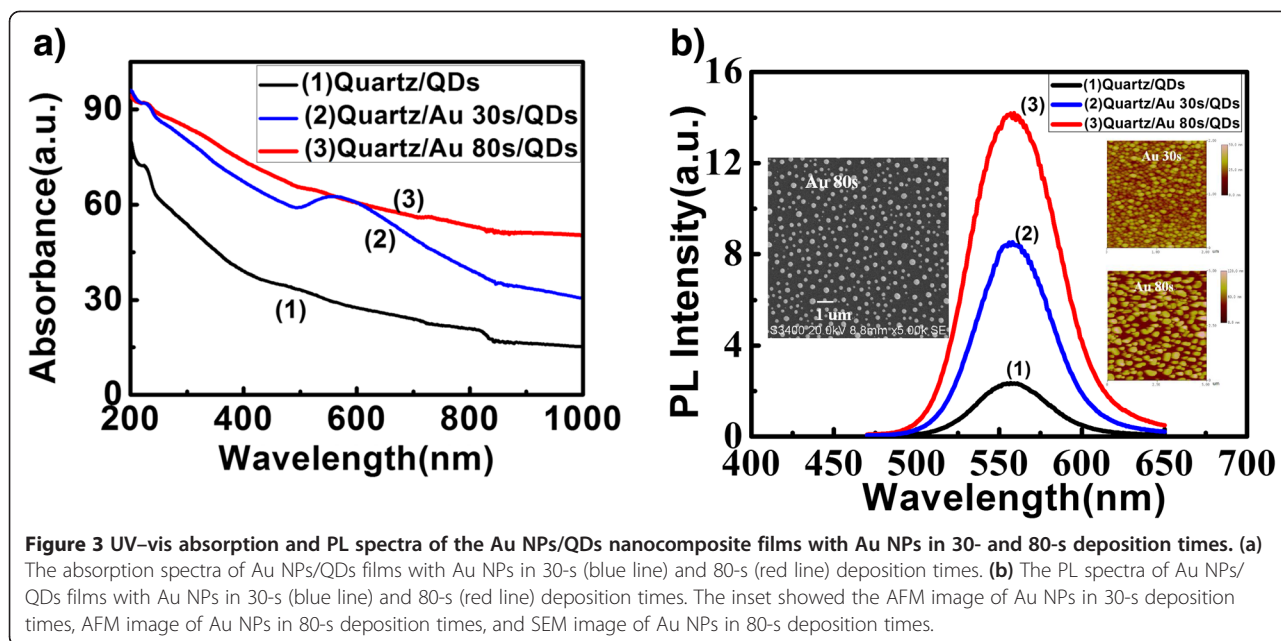 a)
Absorbance(a.u.)
90
60
30
0
(1)Quartz/QDs
(2)Quartz/Au 30s/QDs
(3)Quartz/Au 80s/QDs
(3)
(2)
(1)
200 400 600 800 1000
Wavelength(nm)
b)
PL Intensity(a.u.)
16
12
8
4
0
(1)Quartz/QDs
(2)Quartz/Au 30s/QDs
(3)Quartz/Au 80s/QDs
(3)
(2)
(1)
Au 80s
1 um
S3400 20.0kV 8.8mm x5.00k SE
Au 30s
Au 80s
400 450 500 550 600 650 700
Wavelength(nm)
Figure 3 UV–vis absorption and PL spectra of the Au NPs/QDs nanocomposite films with Au NPs in 30- and 80-s deposition times. (a)
The absorption spectra of Au NPs/QDs films with Au NPs in 30-s (blue line) and 80-s (red line) deposition times. (b) The PL spectra of Au NPs/
QDs films with Au NPs in 30-s (blue line) and 80-s (red line) deposition times. The inset showed the AFM image of Au NPs in 30-s deposition
times, AFM image of Au NPs in 80-s deposition times, and SEM image of Au NPs in 80-s deposition times.